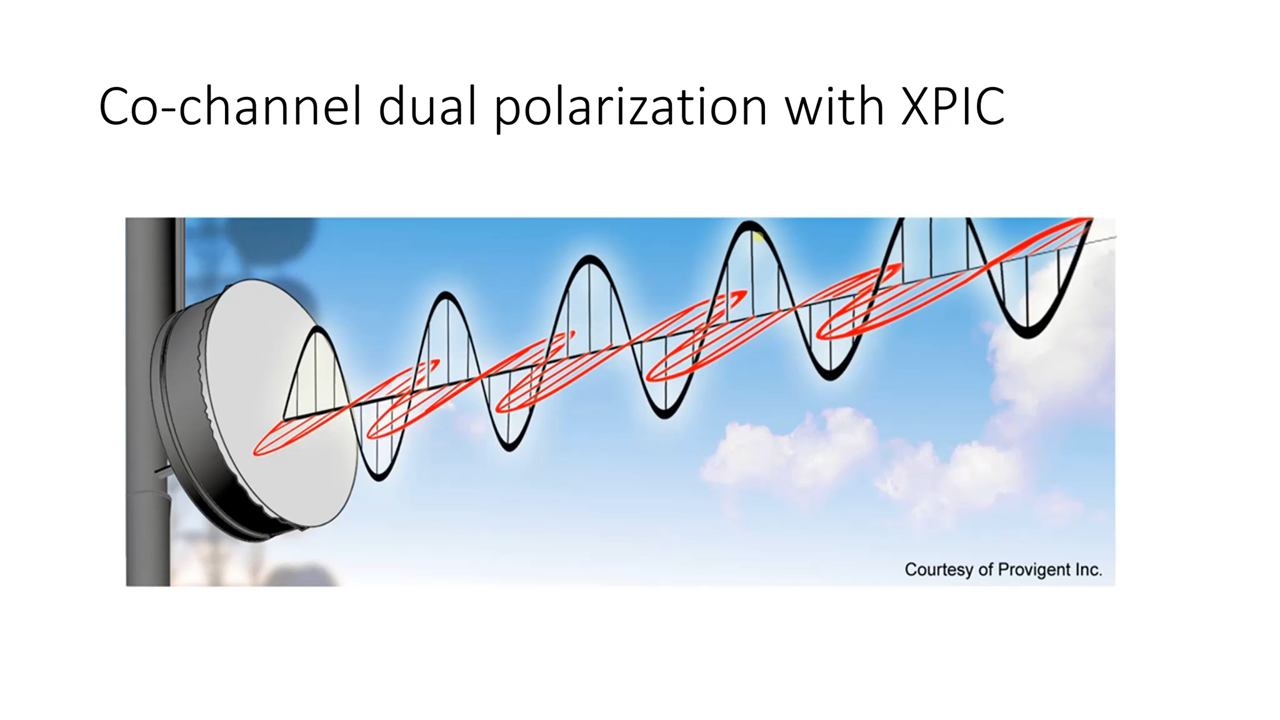 Co-channel dual polarization with XPIC
Courtesy of Provigent Inc.